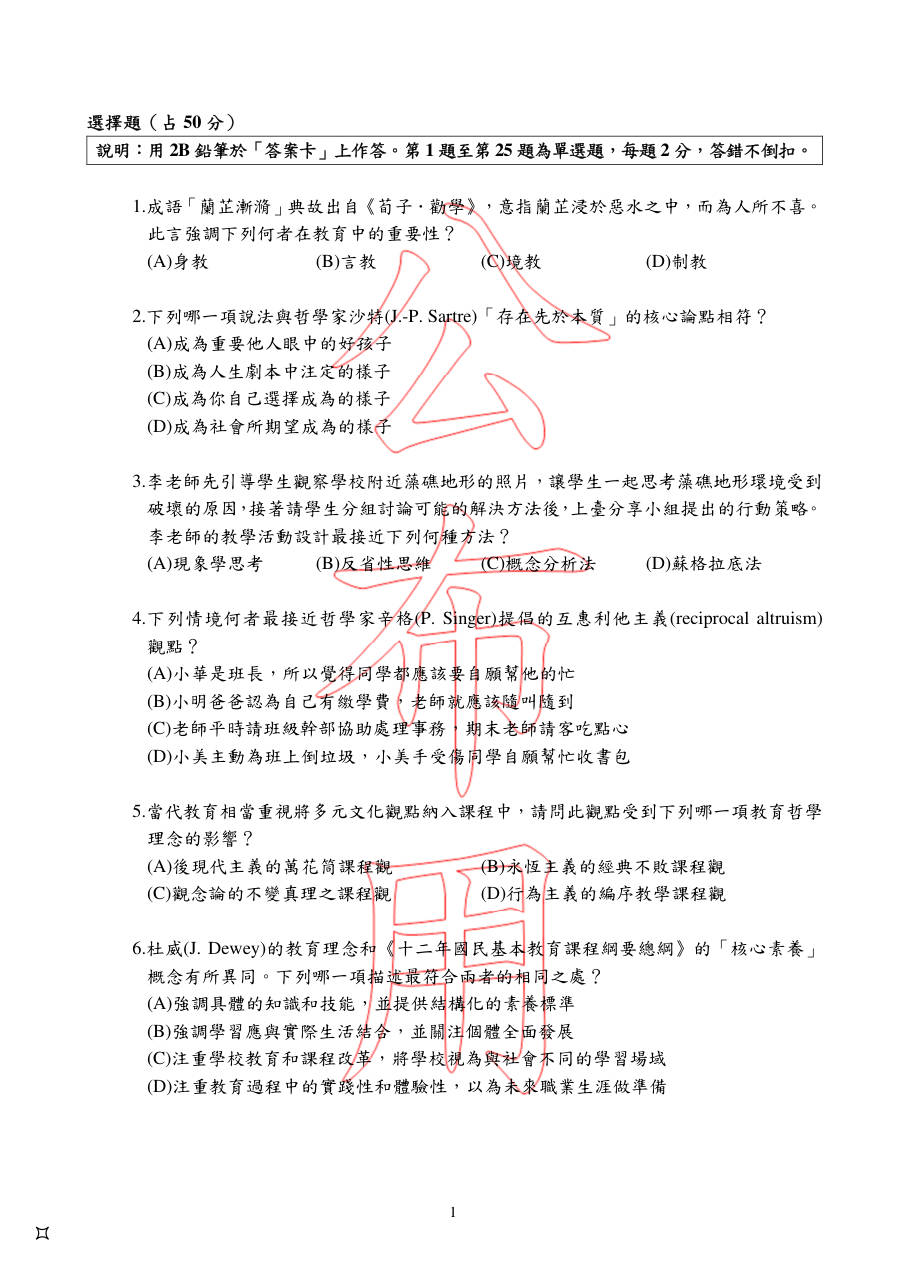 選擇題（占 50 分）
說明：用 2B 鉛筆於「答案卡」上作答。第 1 題至第 25 題為單選題，每題 2 分，答錯不倒扣。
1.成語「蘭芷漸滫」典故出自《荀子．勸學》，意指蘭芷浸於惡水之中，而為人所不喜。
此言強調下列何者在教育中的重要性？
(A)身教 (B)言教 (C)境教 (D)制教
2.下列哪一項說法與哲學家沙特(J.-P. Sartre)「存在先於本質」的核心論點相符？
(A)成為重要他人眼中的好孩子
(B)成為人生劇本中注定的樣子
(C)成為你自己選擇成為的樣子
(D)成為社會所期望成為的樣子
3.李老師先引導學生觀察學校附近藻礁地形的照片，讓學生一起思考藻礁地形環境受到
破壞的原因，接著請學生分組討論可能的解決方法後，上臺分享小組提出的行動策略。
李老師的教學活動設計最接近下列何種方法？
(A)現象學思考 (B)反省性思維 (C)概念分析法 (D)蘇格拉底法
4.下列情境何者最接近哲學家辛格(P. Singer)提倡的互惠利他主義(reciprocal altruism)
觀點？
(A)小華是班長，所以覺得同學都應該要自願幫他的忙
(B)小明爸爸認為自己有繳學費，老師就應該隨叫隨到
(C)老師平時請班級幹部協助處理事務，期末老師請客吃點心
(D)小美主動為班上倒垃圾，小美手受傷同學自願幫忙收書包
5.當代教育相當重視將多元文化觀點納入課程中，請問此觀點受到下列哪一項教育哲學
理念的影響？
(A)後現代主義的萬花筒課程觀 (B)永恆主義的經典不敗課程觀
(C)觀念論的不變真理之課程觀 (D)行為主義的編序教學課程觀
6.杜威(J. Dewey)的教育理念和《十二年國民基本教育課程綱要總綱》的「核心素養」
概念有所異同。下列哪一項描述最符合兩者的相同之處？
(A)強調具體的知識和技能，並提供結構化的素養標準
(B)強調學習應與實際生活結合，並關注個體全面發展
(C)注重學校教育和課程改革，將學校視為與社會不同的學習場域
(D)注重教育過程中的實踐性和體驗性，以為未來職業生涯做準備
公布用
1